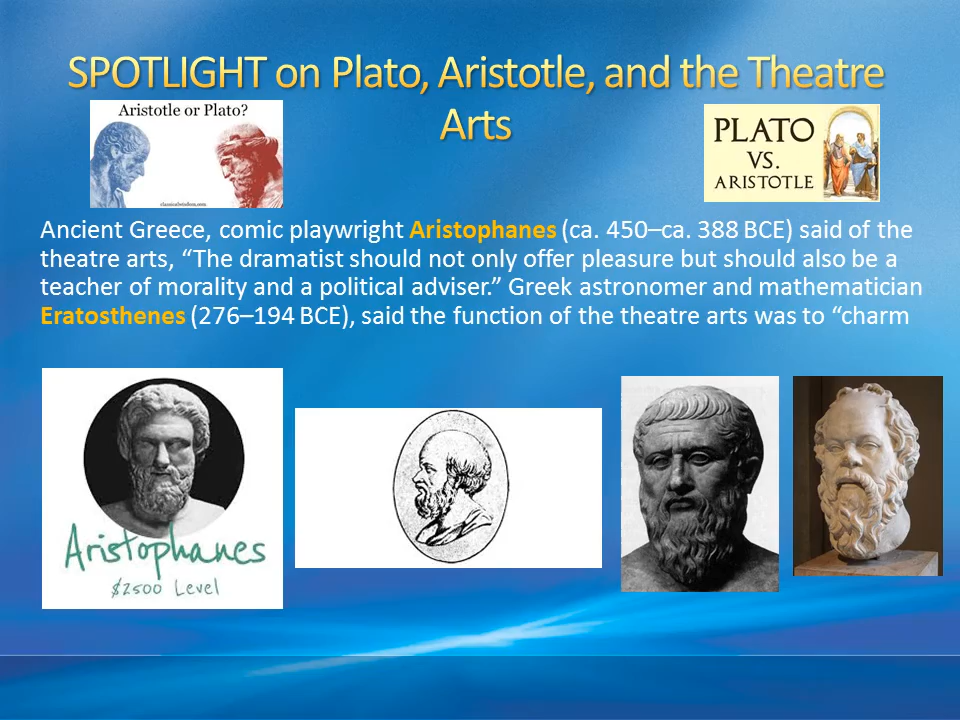 SPOTLIGHT on Plato, Aristotle, and the Theatre
Arts
Aristotle or Plato?
classicalwisdom.com
PLATO
VS.
ARISTOTLE
Ancient Greece, comic playwright Aristophanes (ca. 450–ca. 388 BCE) said of the
theatre arts, “The dramatist should not only offer pleasure but should also be a
teacher of morality and a political adviser.” Greek astronomer and mathematician
Eratosthenes (276–194 BCE), said the function of the theatre arts was to “charm
Aristophanes
$2500 Level